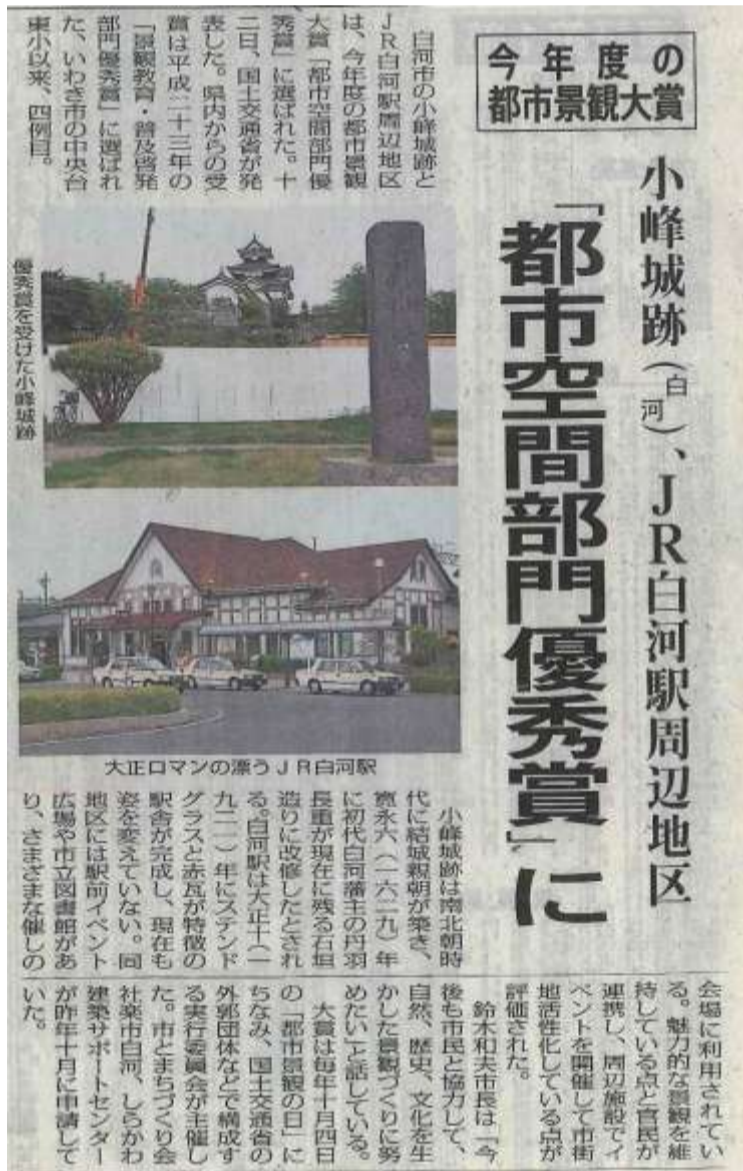 今年度の
都市景観大賞
小峰城跡(白河)、JR白河駅周辺地区
「都市空間部門優秀賞」に
白河市の小峰城跡と
JR白河駅周辺地区
は、今年度の都市景観
大賞「都市空間部門優
秀賞」に選ばれた。十
二日、国土交通省が発
表した。県内からの受
賞は平成二十三年の
「景観教育・普及啓発
部門優秀賞」に選ばれ
た、いわき市の中央台
東小以来、四例目。
優秀賞を受けた小峰城跡
大正ロマンの漂うJR白河駅
小峰城跡は南北朝時
代に結城親朝が築き、
寛永六(一六二九)年
に初代白河藩主の丹羽
長重が現在に残る石垣
造りに改修したとされ
る。白河駅は大正十(一
九二一)年にステンド
グラスと赤瓦が特徴の
駅舎が完成し、現在も
姿を変えていない。同
地区には駅前イベント
広場や市立図書館があ
り、さまざまな催しの
会場に利用されてい
る。魅力的な景観を維
持している点と官民が
連携し、周辺施設でイ
ベントを開催して市街
地活性化している点が
評価された。
鈴木和夫市長は「今
後も市民と協力して、
自然、歴史、文化を生
かした景観づくりに努
めたい」と話している。
大賞は毎年十月四日
の「都市景観の日」に
ちなみ、国土交通省の
外郭団体などで構成す
る実行委員会が主催し
た。市とまちづくり会
社楽市白河、しらかわ
建築サポートセンター
が昨年十月に申請して
いた。